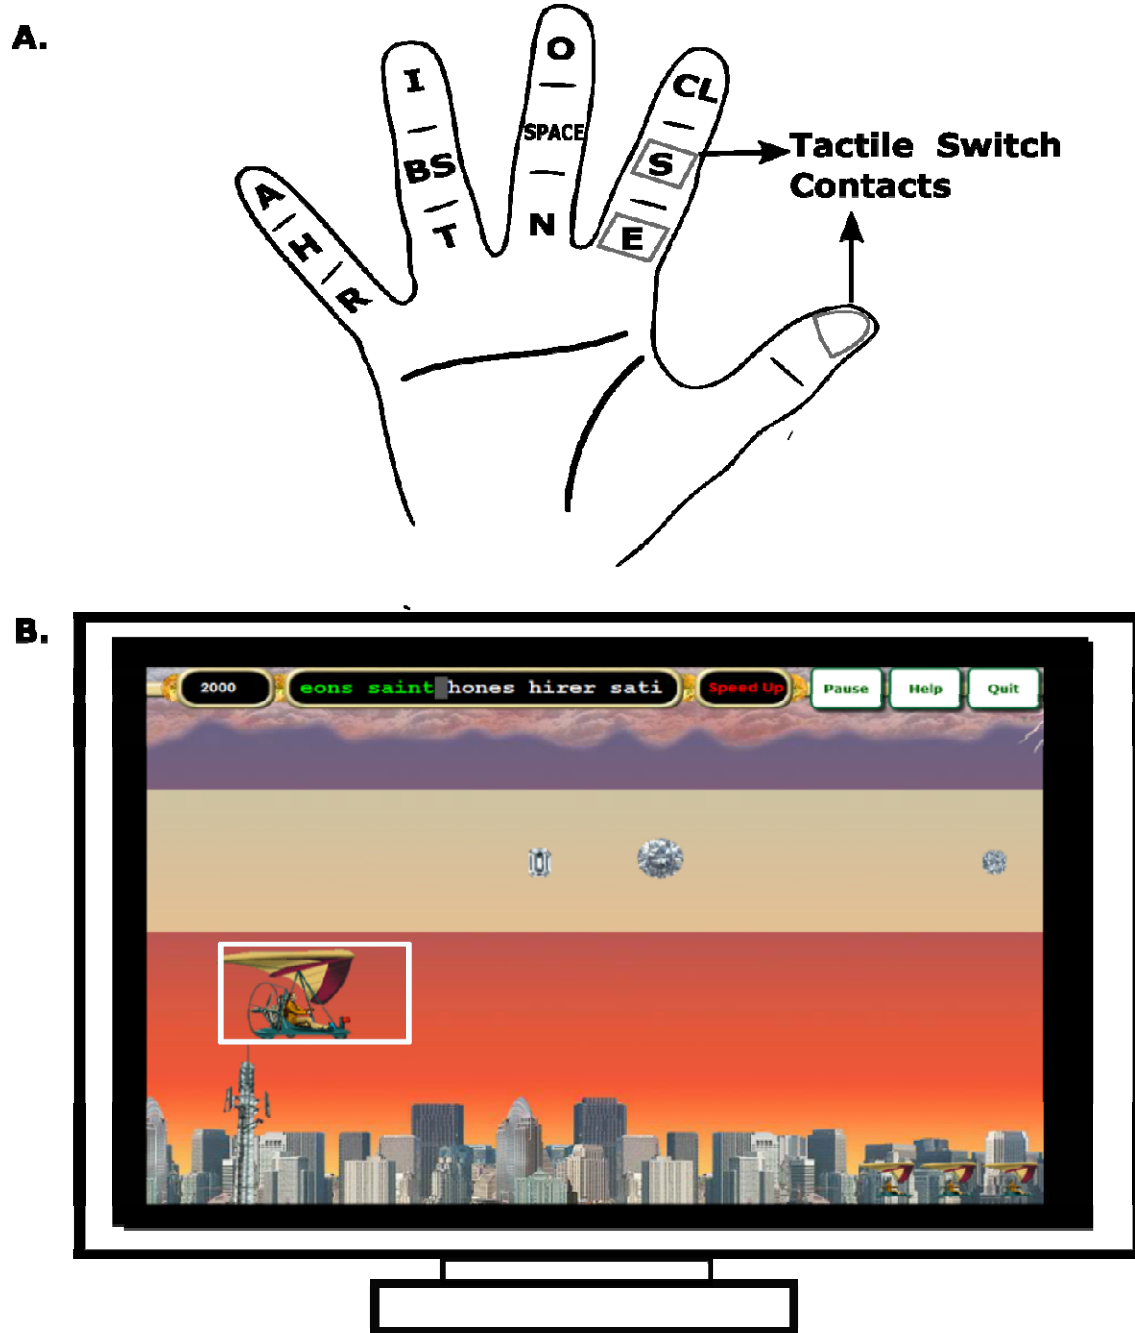 A.
O
I
CL
SPACE
BS
S
Tactile Switch
Contacts
A
H
R
T
N
E
B.
2000
eons saint hones hirer sati
Speed Up
Pause
Help
Quit